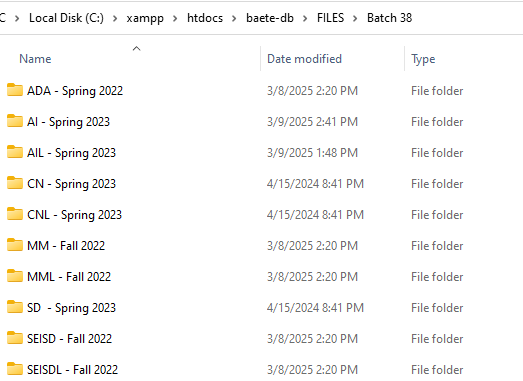 C > Local Disk (C:) > xampp > htdocs > baete-db > FILES > Batch 38
Name Date modified Type
ADA - Spring 2022 3/8/2025 2:20 PM File folder
AI - Spring 2023 3/9/2025 2:41 PM File folder
AIL - Spring 2023 3/9/2025 1:48 PM File folder
CN - Spring 2023 4/15/2024 8:41 PM File folder
CNL - Spring 2023 4/15/2024 8:41 PM File folder
MM - Fall 2022 3/8/2025 2:20 PM File folder
MML - Fall 2022 3/8/2025 2:20 PM File folder
SD  - Spring 2023 4/15/2024 8:41 PM File folder
SEISD - Fall 2022 3/8/2025 2:20 PM File folder
SEISDL - Fall 2022 3/8/2025 2:20 PM File folder